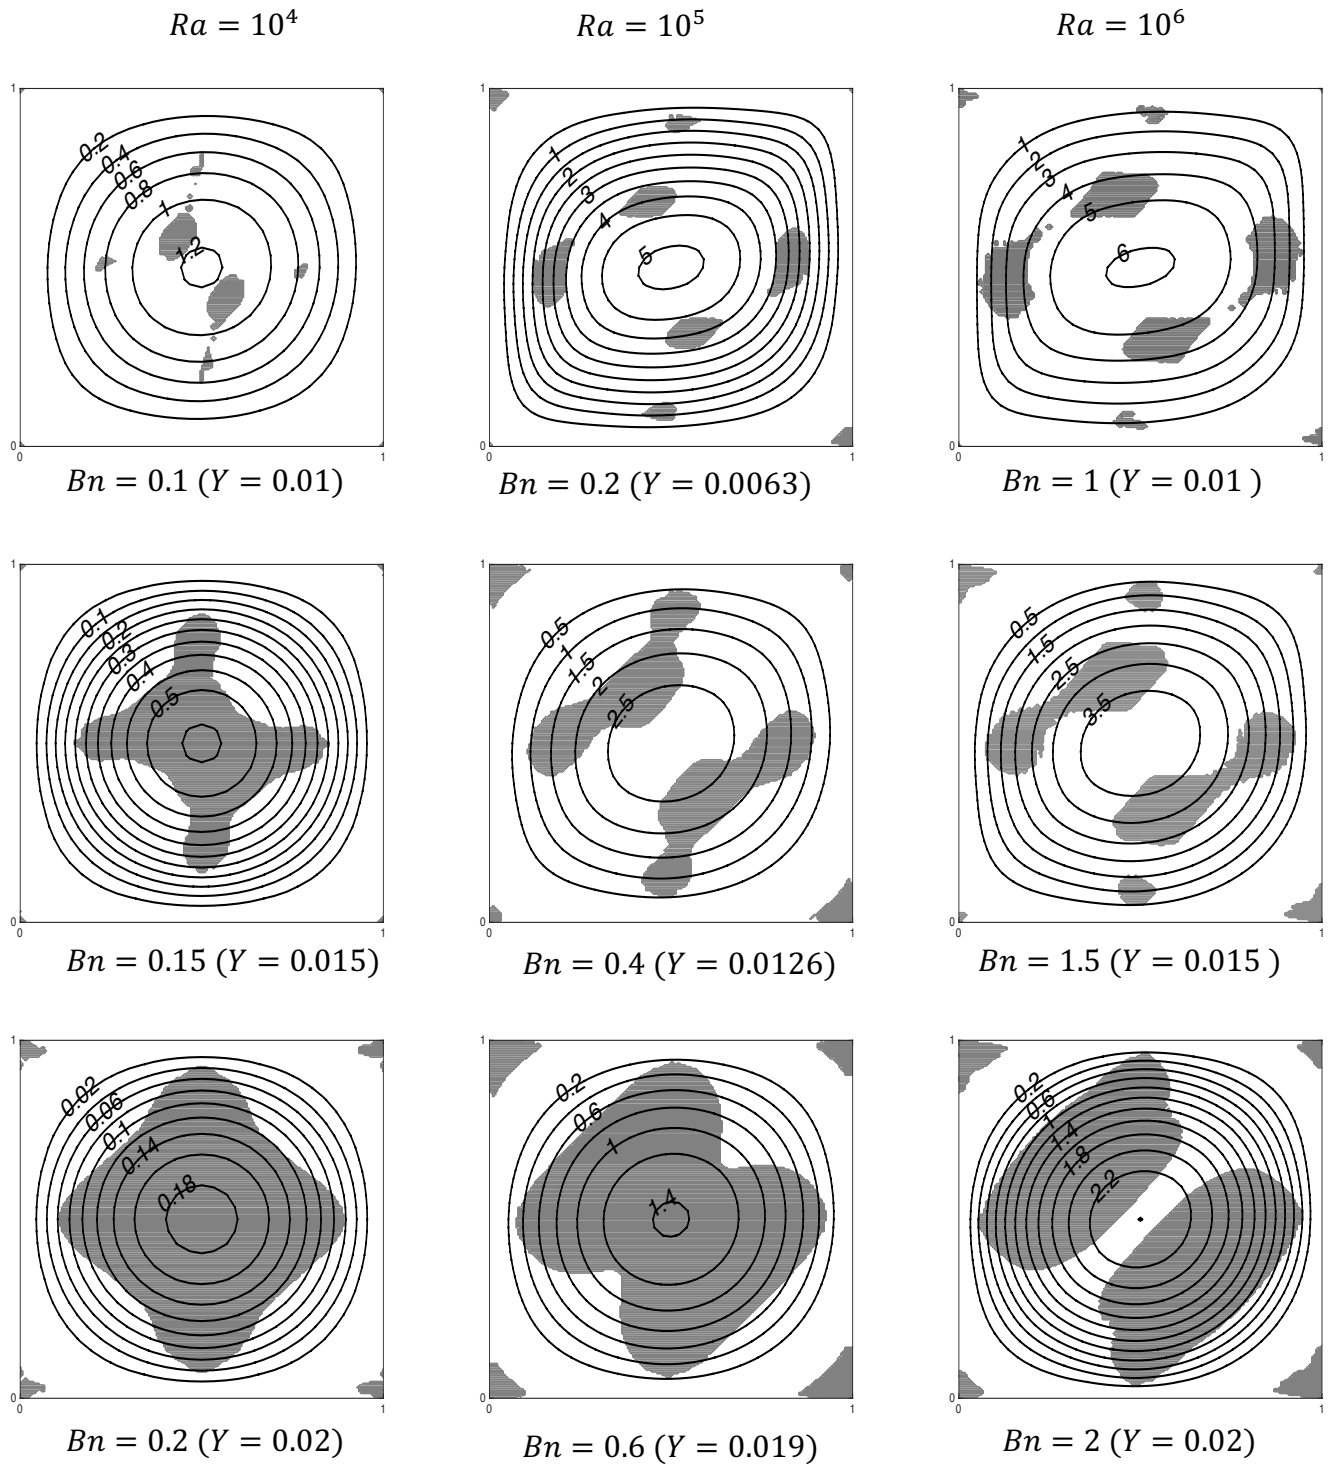 Ra = 10⁴ Ra = 10⁵ Ra = 10⁶
1 1
0.2 0.4 0.6 0.8 1 1.2
1 2 3 4 5
1 2 3 4 5 6
0 0 0
0 1 0 1 0 1
Bn = 0.1 (Y = 0.01) Bn = 0.2 (Y = 0.0063) Bn = 1 (Y = 0.01 )
1 1 1
0.1 0.2 0.3 0.4 0.5
0.5 1 1.5 2 2.5
0.5 1.5 2.5 3.5
0 0 0
0 1 0 1 0 1
Bn = 0.15 (Y = 0.015) Bn = 0.4 (Y = 0.0126) Bn = 1.5 (Y = 0.015 )
1 1 1
0.02 0.06 0.1 0.14 0.18
0.2 0.6 1 1.4
0.2 0.6 1 1.4 1.8 2.2
0 0 0
0 1 0 1 0 1
Bn = 0.2 (Y = 0.02) Bn = 0.6 (Y = 0.019) Bn = 2 (Y = 0.02)